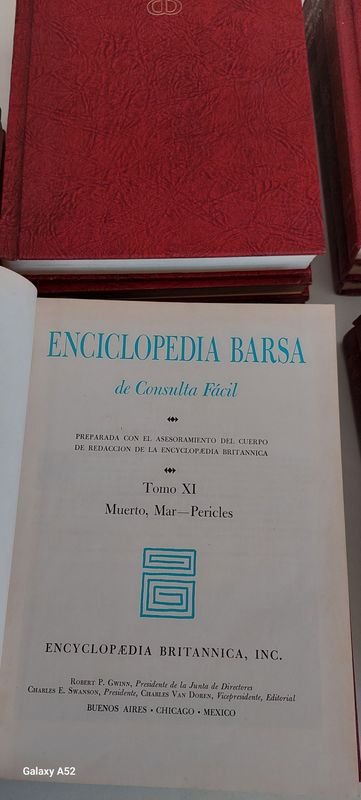 ENCICLOPEDIA BARSA
de Consulta Fácil
PREPARADA CON EL ASESORAMIENTO DEL CUERPO
DE REDACCION DE LA ENCYCLOPÆDIA BRITANNICA
Tomo XI
Muerto, Mar—Pericles
ENCYCLOPÆDIA BRITANNICA, INC.
ROBERT P. GWINN, Presidente de la Junta de Directores
CHARLES E. SWANSON, Presidente, CHARLES VAN DOREN, Vicepresidente, Editorial
BUENOS AIRES • CHICAGO • MEXICO
Galaxy A52